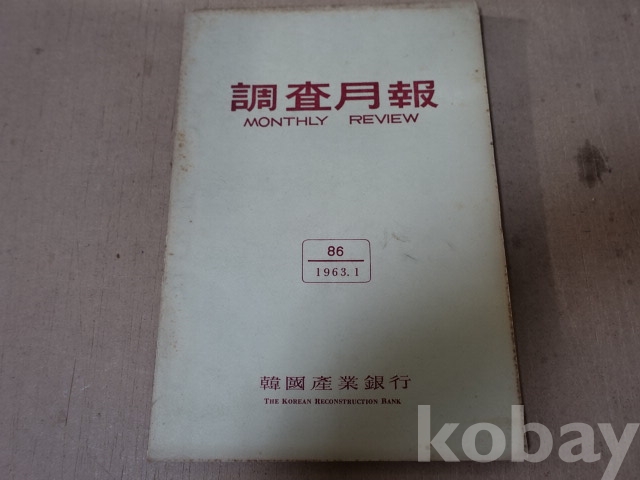 調査月報
MONTHLY REVIEW
86
1963.1
韓國產業銀行
THE KOREAN RECONSTRUCTION BANK
kobay